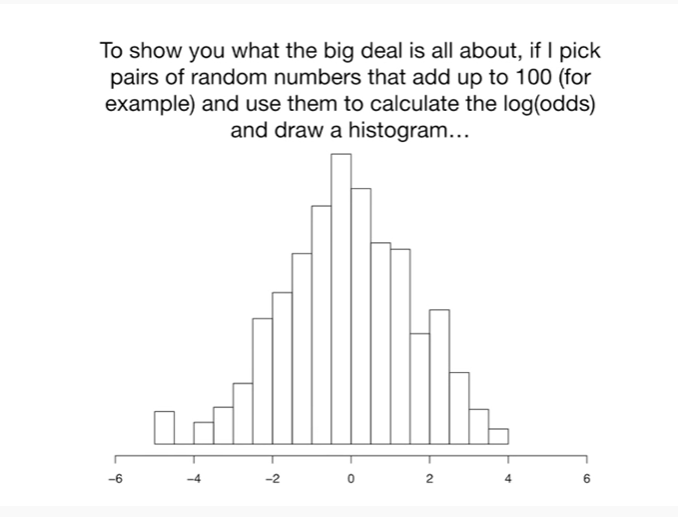 To show you what the big deal is all about, if I pick
pairs of random numbers that add up to 100 (for
example) and use them to calculate the log(odds)
and draw a histogram…
-6 -4 -2 0 2 4 6